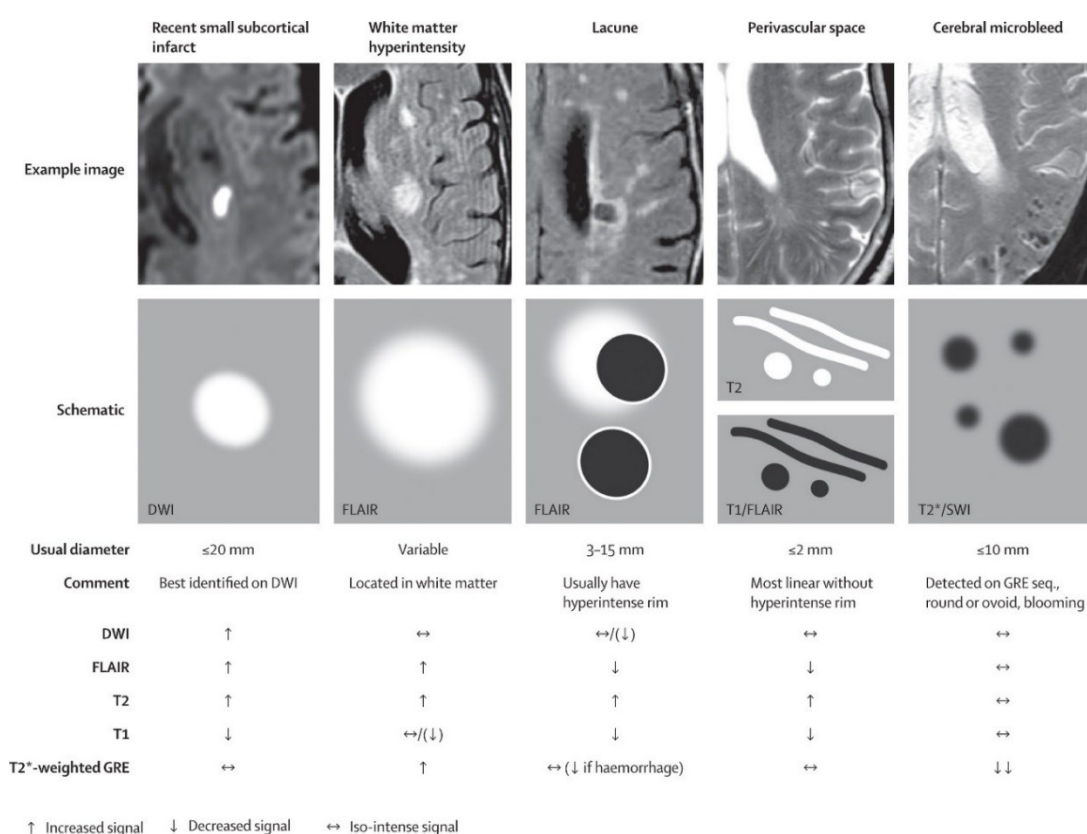 Recent small subcortical infarct
White matter hyperintensity
Lacune
Perivascular space
Cerebral microbleed
Example image
Schematic
DWI
FLAIR
FLAIR
T2
T1/FLAIR
T2*/SWI
Usual diameter ≤20 mm Variable 3–15 mm ≤2 mm ≤10 mm
Comment Best identified on DWI Located in white matter Usually have hyperintense rim Most linear without hyperintense rim Detected on GRE seq., round or ovoid, blooming
DWI ↑ ↔ ↔/(↓) ↔ ↔
FLAIR ↑ ↑ ↓ ↓ ↔
T2 ↑ ↑ ↑ ↑ ↔
T1 ↓ ↔/(↓) ↓ ↓ ↔
T2*-weighted GRE ↔ ↑ ↔ (↓ if haemorrhage) ↔ ↓↓
↑ Increased signal ↓ Decreased signal ↔ Iso-intense signal